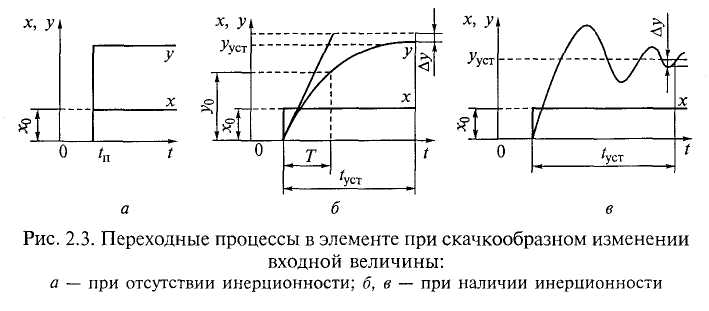 x, y
y
x
x₀
0
tп
t
а
x, y
yуст
y
Δy
y₀
x₀
x
0
T
t
tуст
б
x, y
yуст
Δy
x
x₀
0
tуст
t
в
Рис. 2.3. Переходные процессы в элементе при скачкообразном изменении
входной величины:
а — при отсутствии инерционности; б, в — при наличии инерционности